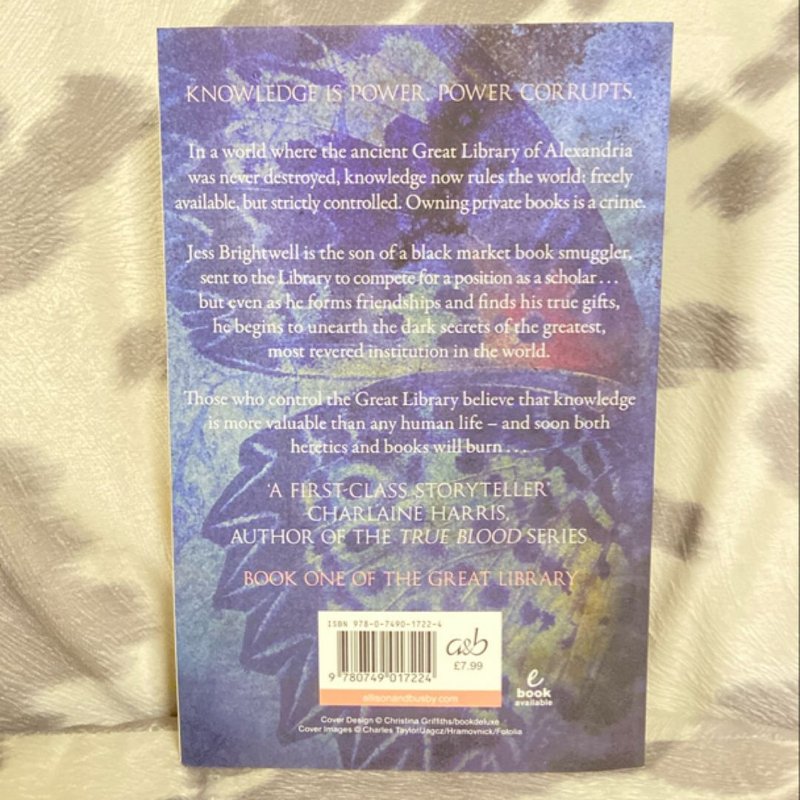 KNOWLEDGE IS POWER. POWER CORRUPTS.
In a world where the ancient Great Library of Alexandria
was never destroyed, knowledge now rules the world: freely
available, but strictly controlled. Owning private books is a crime.
Jess Brightwell is the son of a black market book smuggler,
sent to the Library to compete for a position as a scholar . . .
but even as he forms friendships and finds his true gifts,
he begins to unearth the dark secrets of the greatest,
most revered institution in the world.
Those who control the Great Library believe that knowledge
is more valuable than any human life – and soon both
heretics and books will burn . . .
‘A FIRST-CLASS STORYTELLER’
CHARLAINE HARRIS,
AUTHOR OF THE TRUE BLOOD SERIES
BOOK ONE OF THE GREAT LIBRARY
ISBN 978-0-7490-1722-4
a&b
£7.99
9 780749 017224
allisonandbusby.com
e
book
available
Cover Design © Christina Griffiths/bookdeluxe
Cover Images © Charles Taylor/Jagcz/Hramovnick/Fotolia